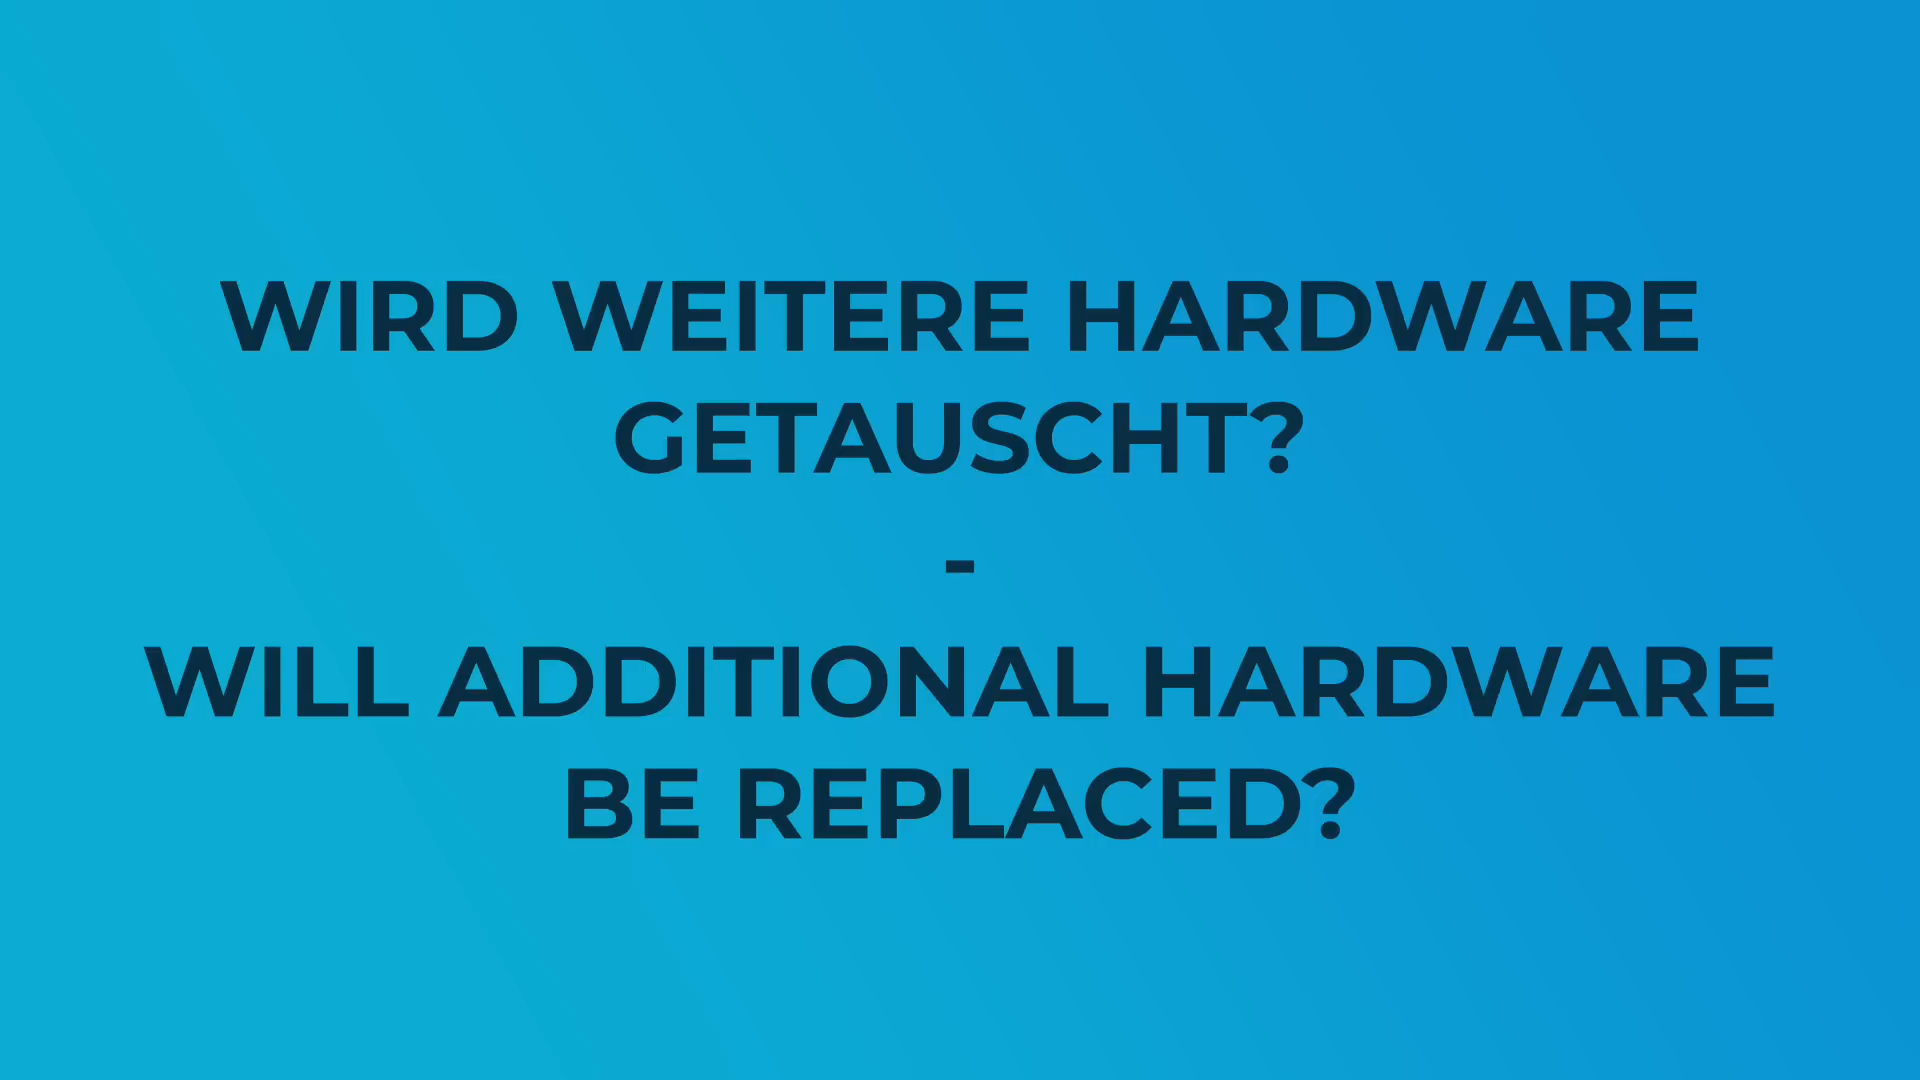 WIRD WEITERE HARDWARE
GETAUSCHT?
-
WILL ADDITIONAL HARDWARE
BE REPLACED?